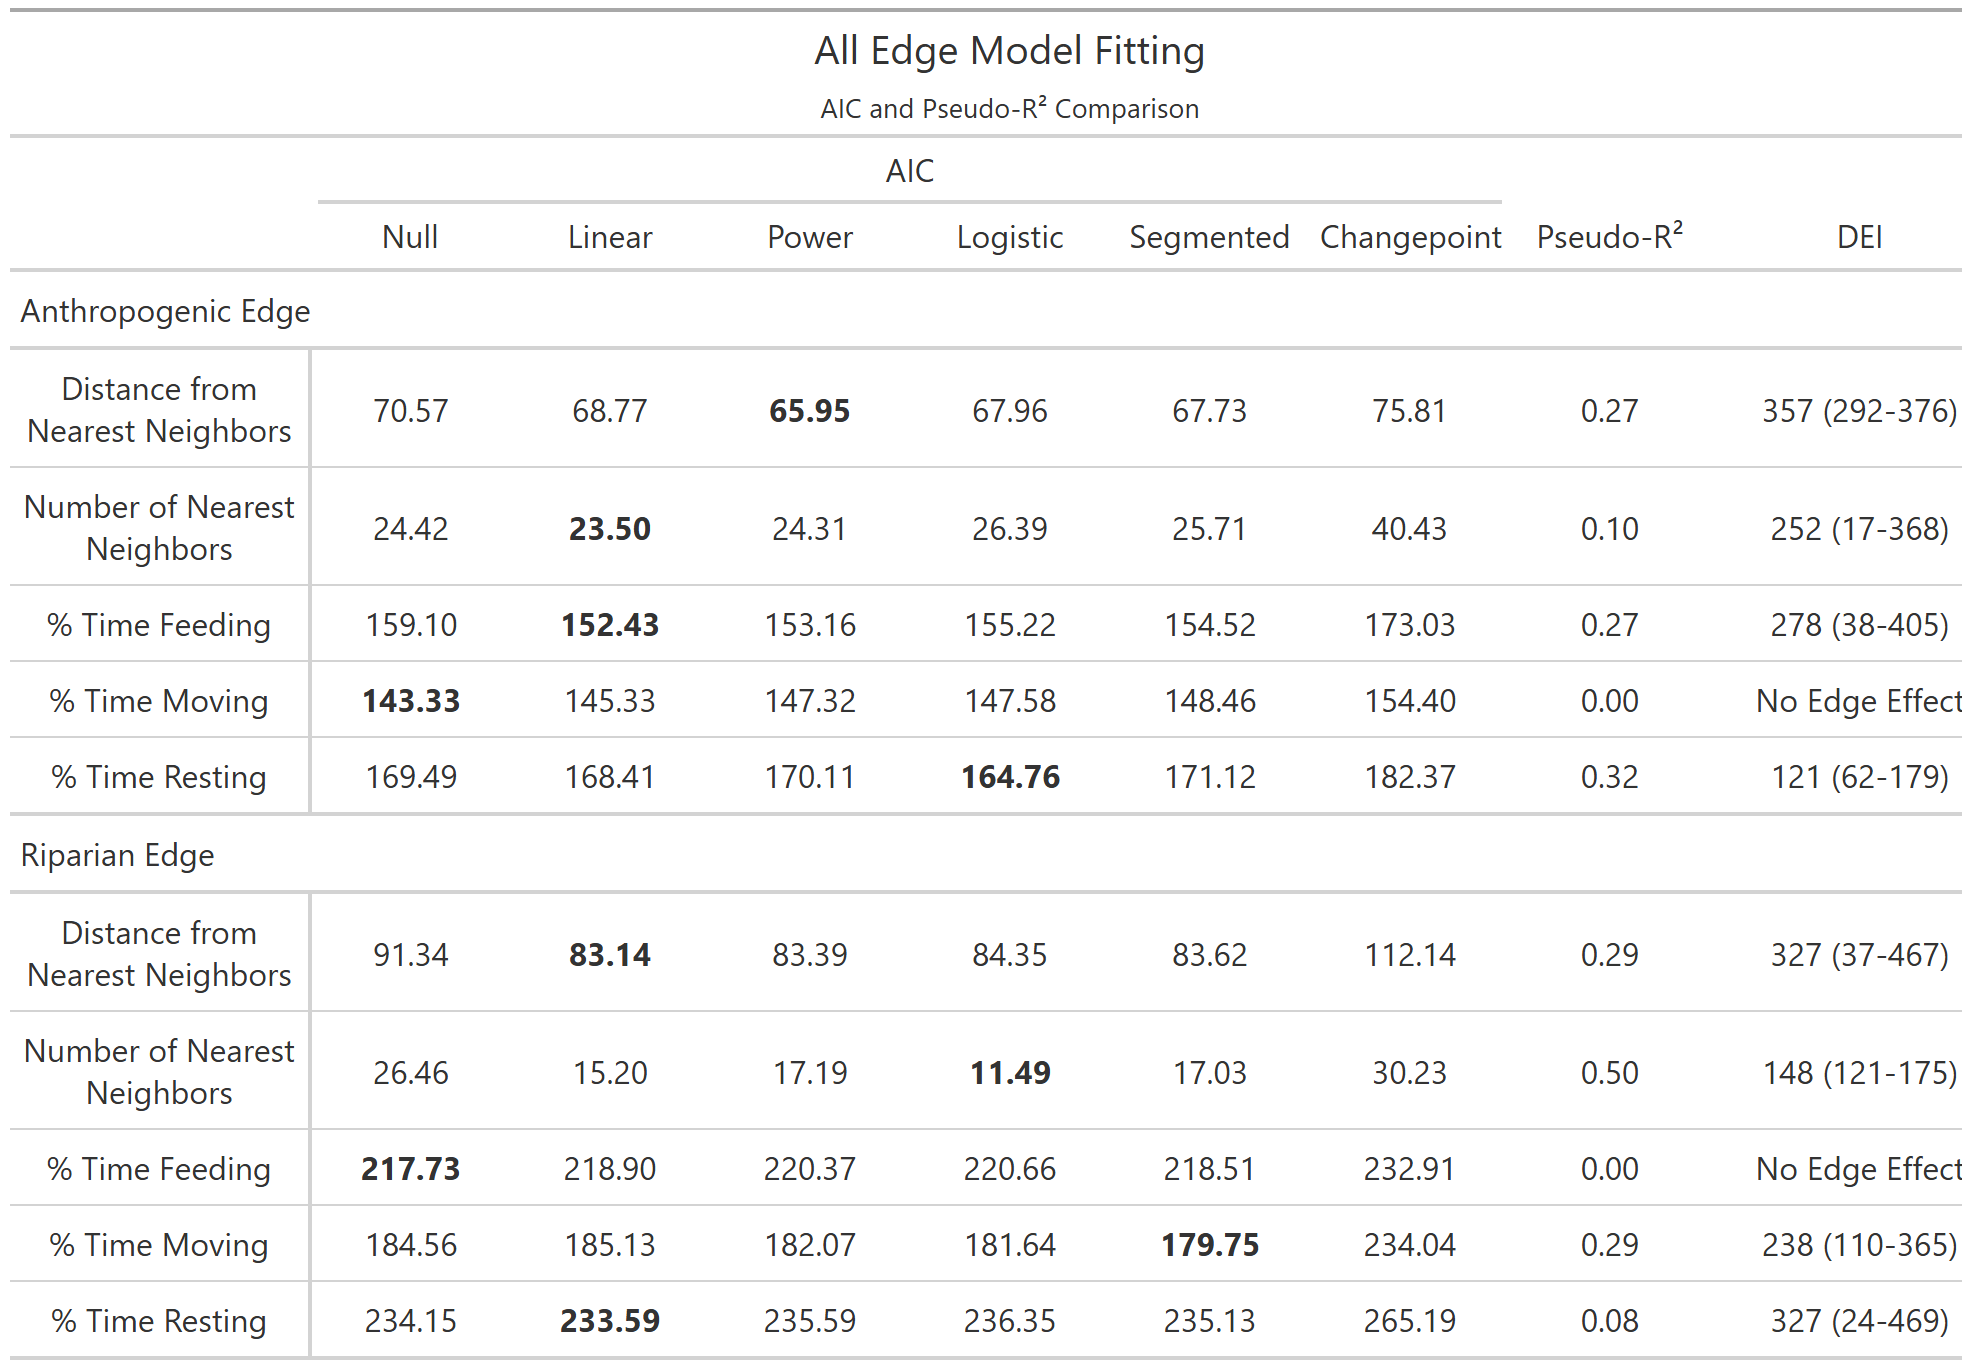 All Edge Model Fitting
AIC and Pseudo-R² Comparison
AIC
Null Linear Power Logistic Segmented Changepoint Pseudo-R² DEI
Anthropogenic Edge
Distance from
Nearest Neighbors 70.57 68.77 65.95 67.96 67.73 75.81 0.27 357 (292-376)
Number of Nearest
Neighbors 24.42 23.50 24.31 26.39 25.71 40.43 0.10 252 (17-368)
% Time Feeding 159.10 152.43 153.16 155.22 154.52 173.03 0.27 278 (38-405)
% Time Moving 143.33 145.33 147.32 147.58 148.46 154.40 0.00 No Edge Effect
% Time Resting 169.49 168.41 170.11 164.76 171.12 182.37 0.32 121 (62-179)
Riparian Edge
Distance from
Nearest Neighbors 91.34 83.14 83.39 84.35 83.62 112.14 0.29 327 (37-467)
Number of Nearest
Neighbors 26.46 15.20 17.19 11.49 17.03 30.23 0.50 148 (121-175)
% Time Feeding 217.73 218.90 220.37 220.66 218.51 232.91 0.00 No Edge Effect
% Time Moving 184.56 185.13 182.07 181.64 179.75 234.04 0.29 238 (110-365)
% Time Resting 234.15 233.59 235.59 236.35 235.13 265.19 0.08 327 (24-469)